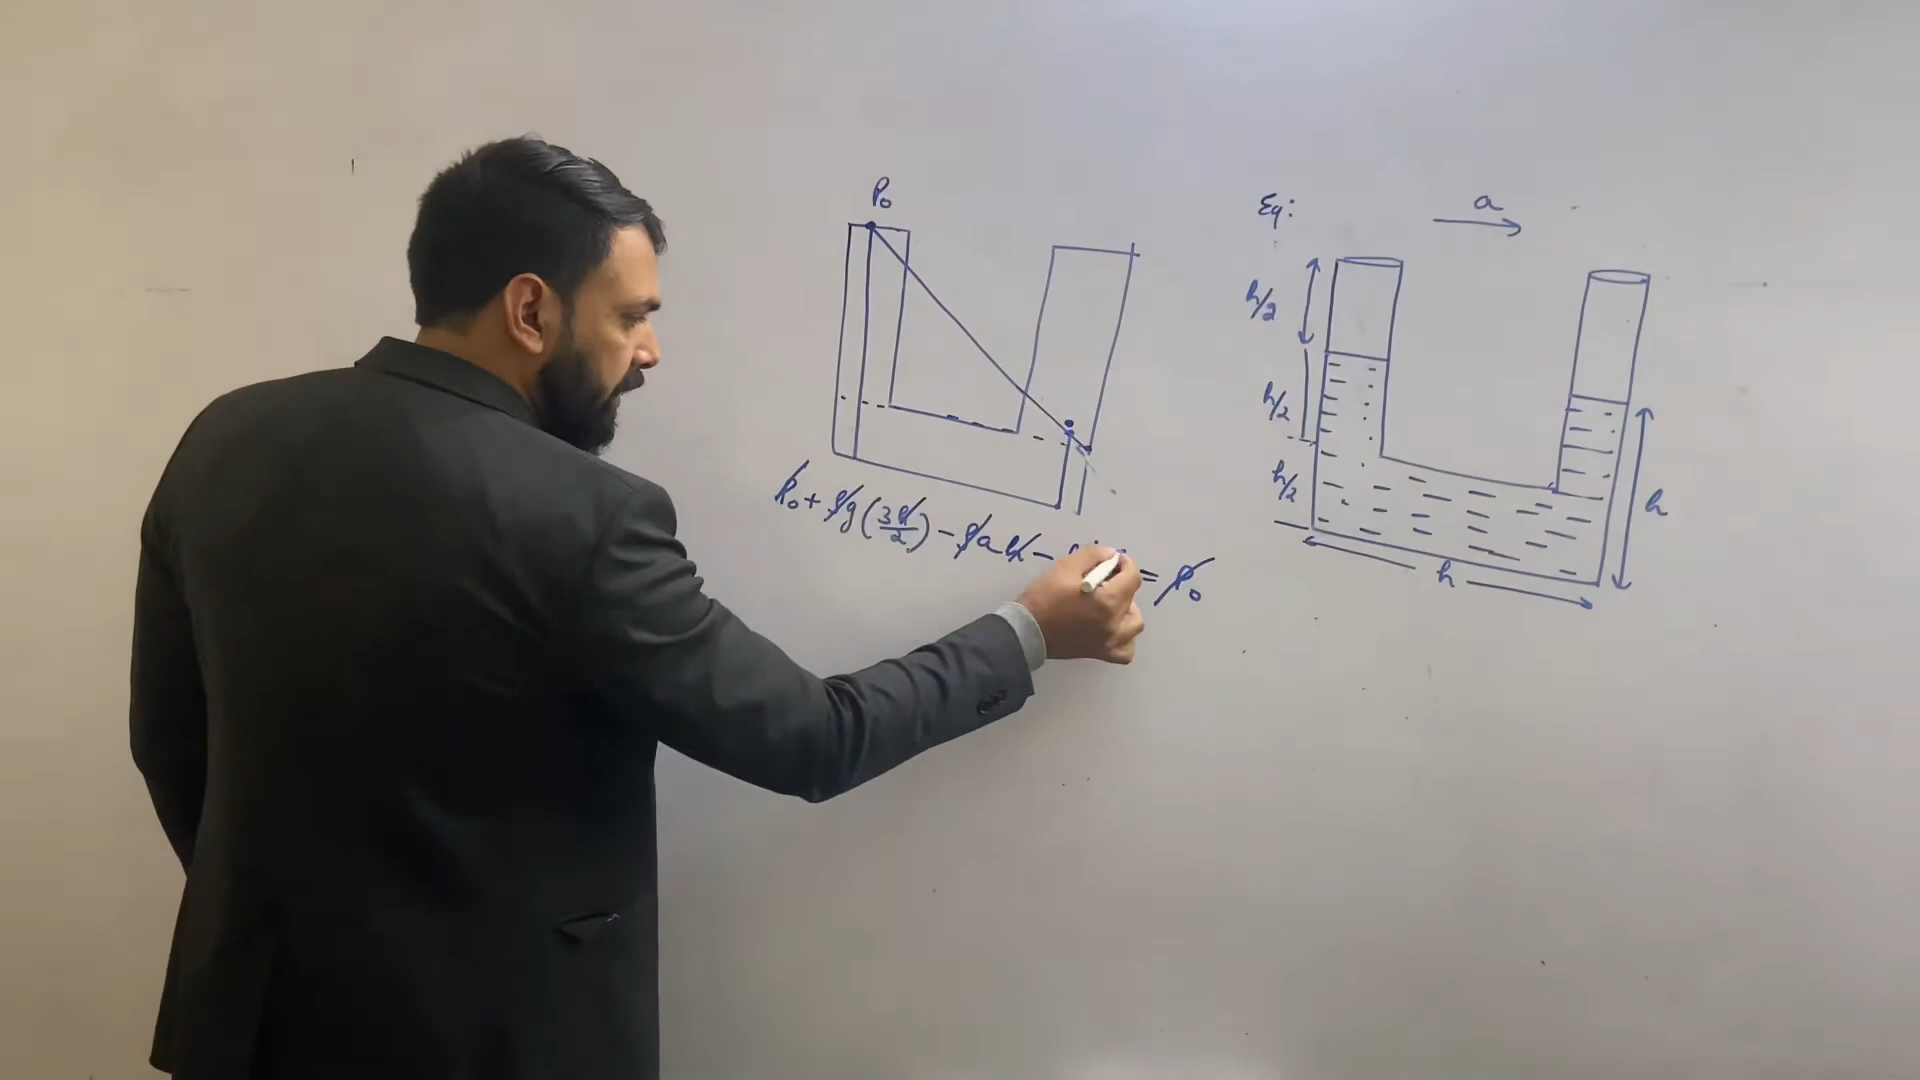 P₀
P₀ + ρg(3h/2) - ρah - = P₀
Eq:
a
h/2
h/2
h/2
h
h